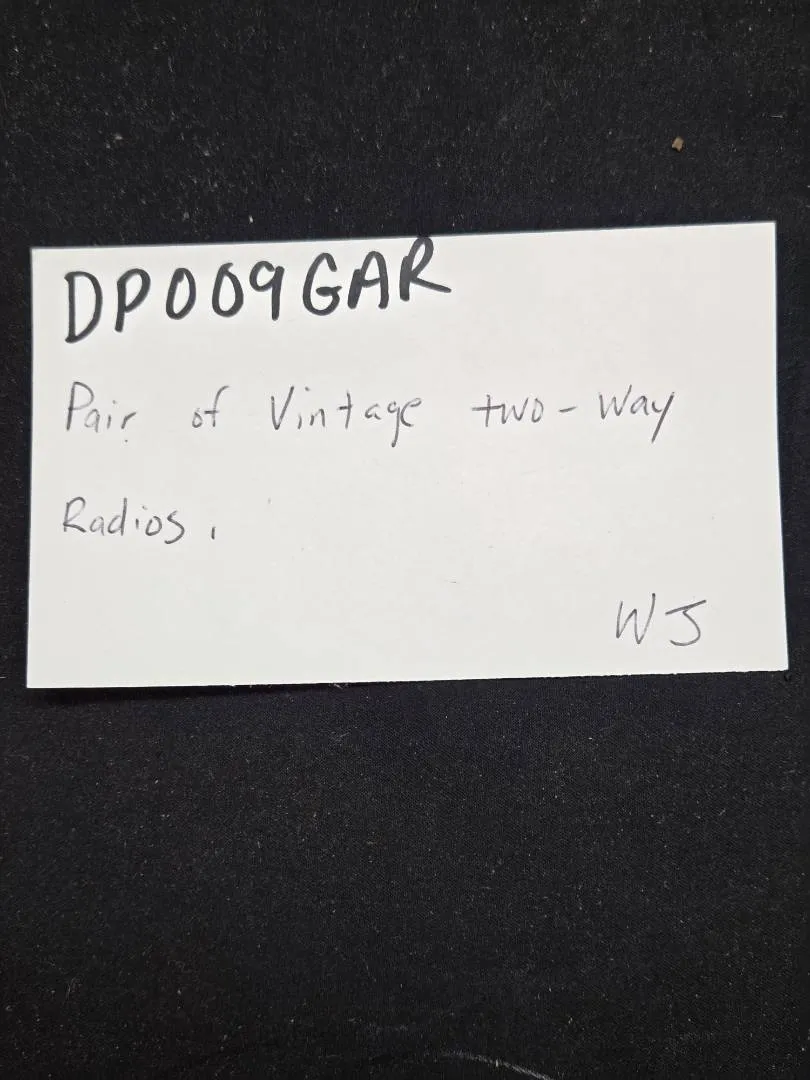 DP009GAR
Pair of Vintage two-way
Radios.
WJ